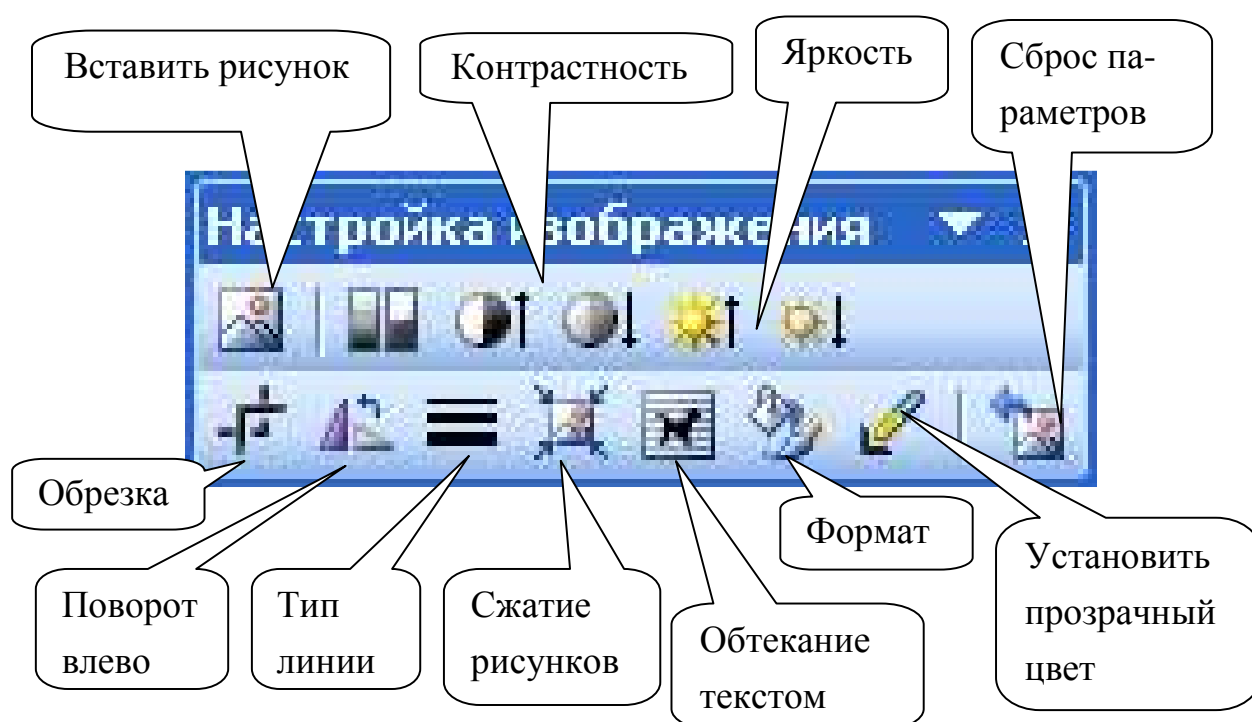 Вставить рисунок
Контрастность
Яркость
Сброс па-
раметров
Настройка изображения
Обрезка
Поворот
влево
Тип
линии
Сжатие
рисунков
Обтекание
текстом
Формат
Установить
прозрачный
цвет